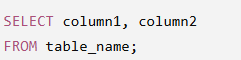 SELECT column1, column2
FROM table_name;